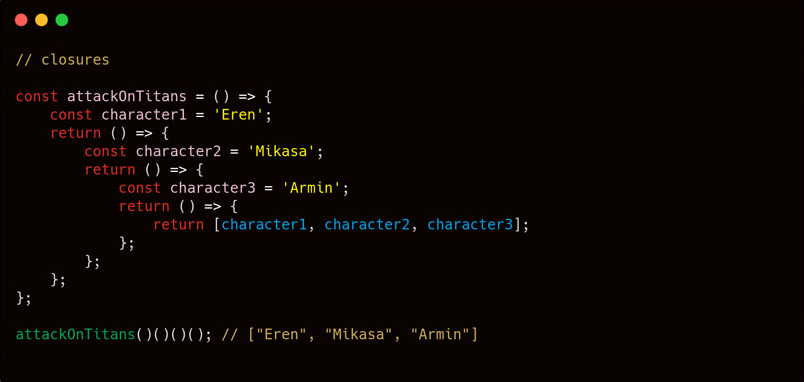 // closures
const attackOnTitans = () => {
    const character1 = 'Eren';
    return () => {
        const character2 = 'Mikasa';
        return () => {
            const character3 = 'Armin';
            return () => {
                return [character1, character2, character3];
            };
        };
    };
};
attackOnTitans()()()(); // ["Eren", "Mikasa", "Armin"]